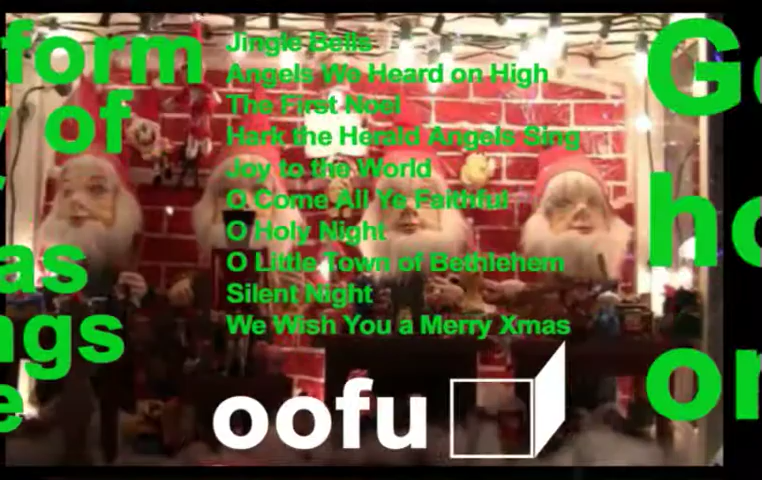 form
of
as
ngs
e
Jingle Bells
Angels We Heard on High
The First Noel
Hark the Herald Angels Sing
Joy to the World
O Come All Ye Faithful
O Holy Night
O Little Town of Bethlehem
Silent Night
We Wish You a Merry Xmas
oofu
G
ho
on